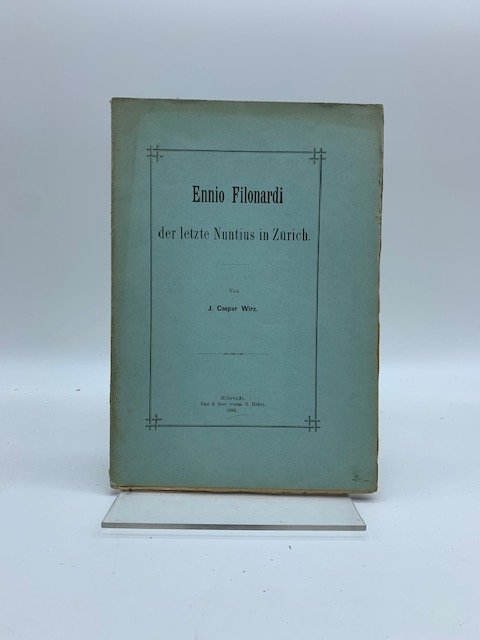 Ennio Filonardi
der letzte Nuntius in Zürich.
Von
J. Caspar Wirz.
Zürich.
Fäsi & Beer (vorm. S. Höhr).
1894.